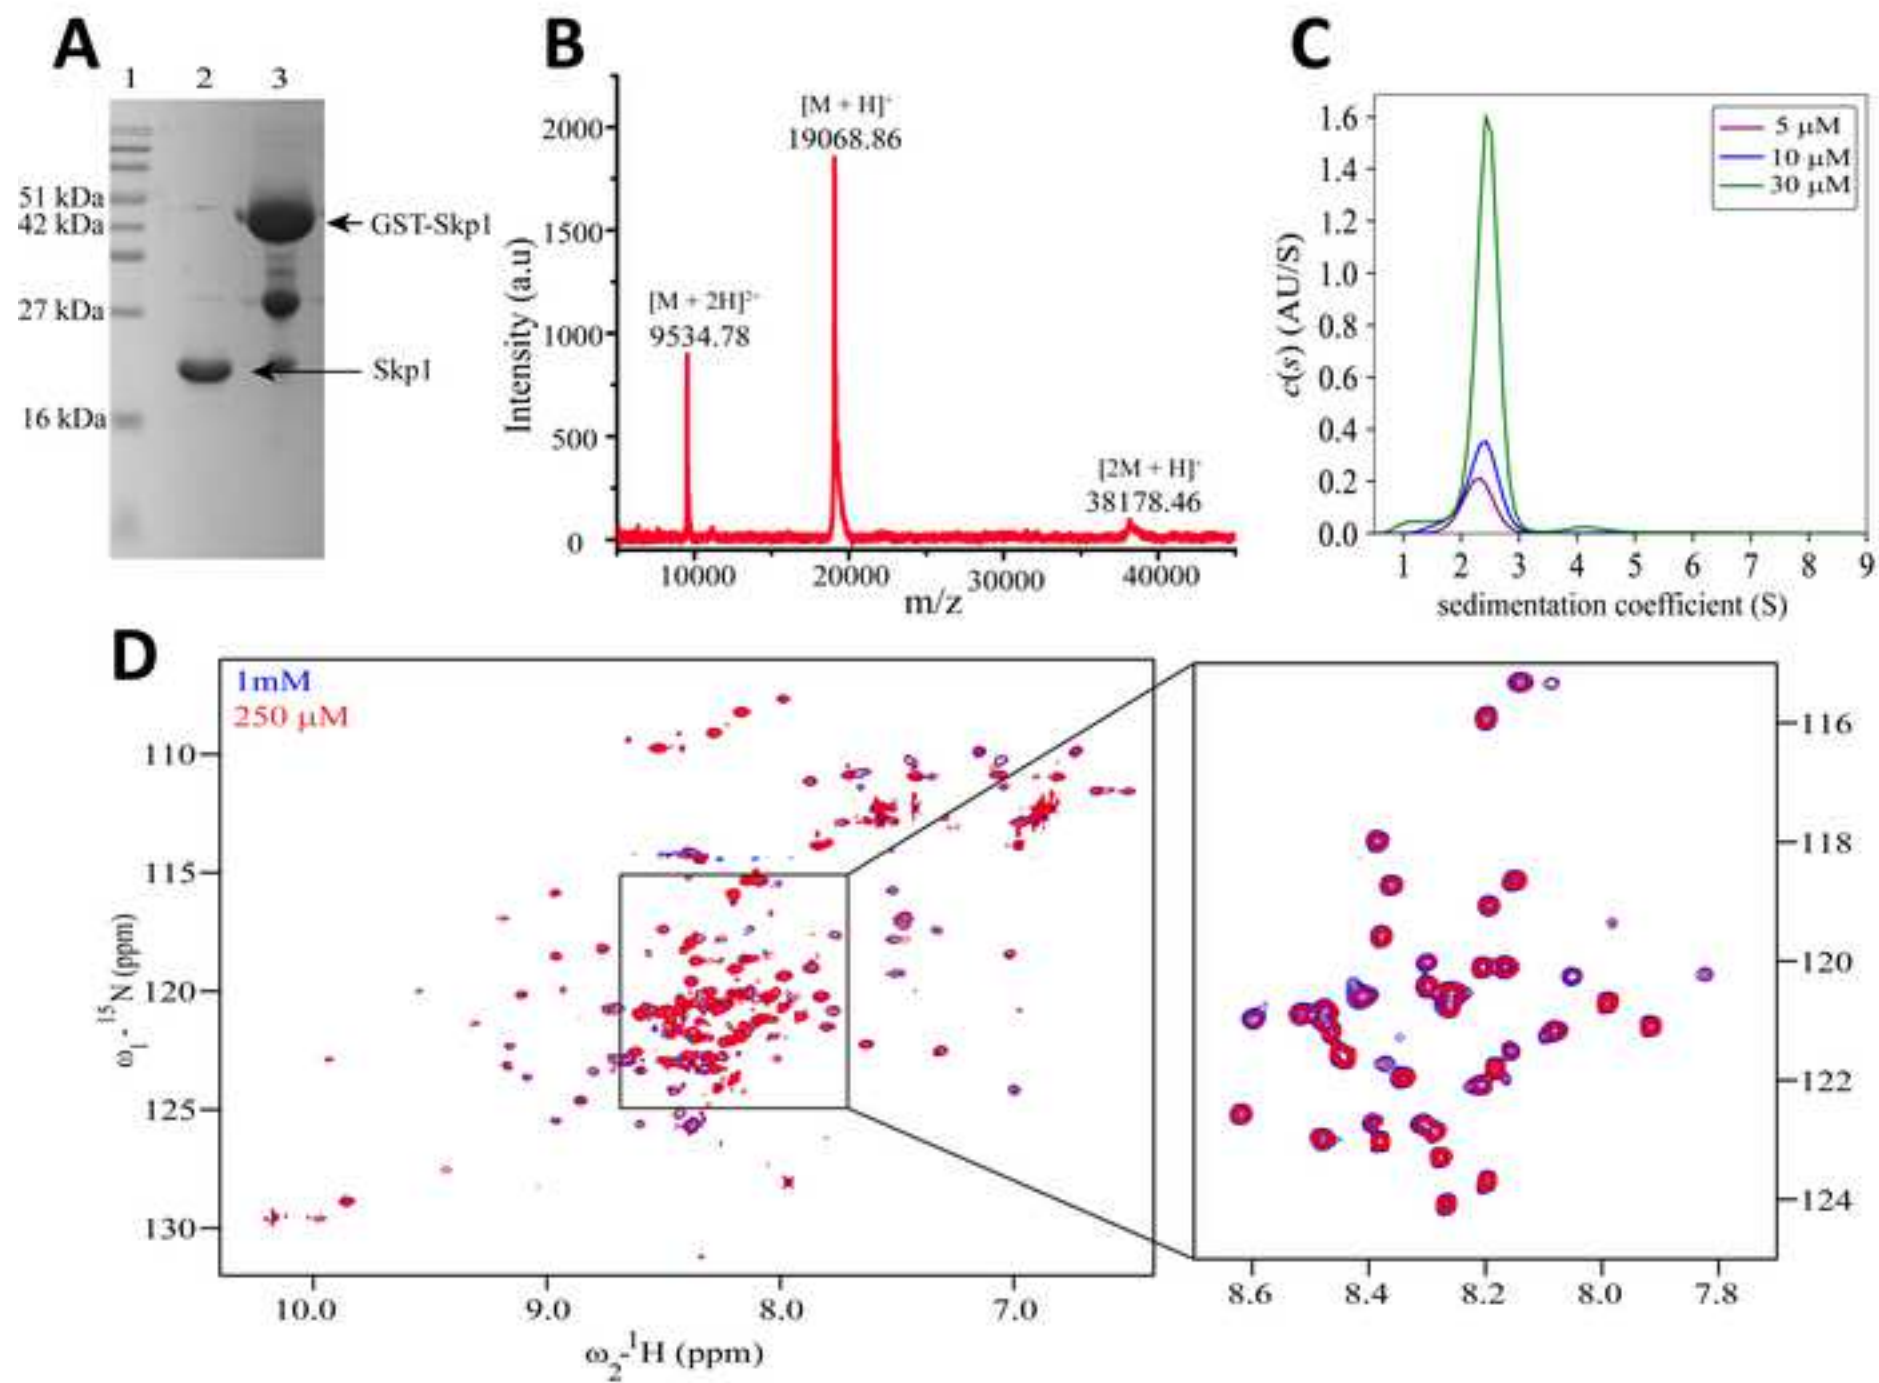 A
1 2 3
51 kDa
42 kDa
27 kDa
16 kDa
GST-Skp1
Skp1
B
Intensity (a.u)
2000
1500
1000
500
0
[M + 2H]²⁺
9534.78
[M + H]⁺
19068.86
[2M + H]⁺
38178.46
10000 20000 30000 40000
m/z
C
c(s) (AU/S)
1.6
1.4
1.2
1.0
0.8
0.6
0.4
0.2
0.0
5 µM
10 µM
30 µM
1 2 3 4 5 6 7 8 9
sedimentation coefficient (S)
D
1mM
250 µM
ω₁- ¹⁵N (ppm)
110
115
120
125
130
10.0 9.0 8.0 7.0
ω₂-¹H (ppm)
116
118
120
122
124
8.6 8.4 8.2 8.0 7.8